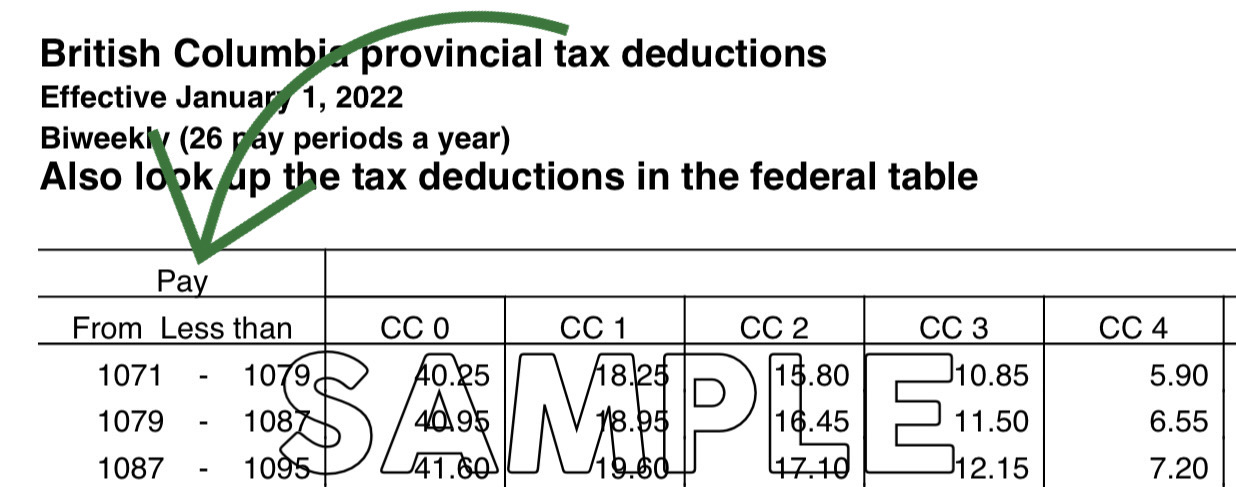 British Columbia provincial tax deductions
Effective January 1, 2022
Biweekly (26 pay periods a year)
Also look up the tax deductions in the federal table
Pay
From Less than CC 0 CC 1 CC 2 CC 3 CC 4
1071 - 1079 40.25 18.25 15.80 10.85 5.90
1079 - 1087 40.95 18.95 16.45 11.50 6.55
1087 - 1095 41.60 19.60 17.10 12.15 7.20
SAMPLE